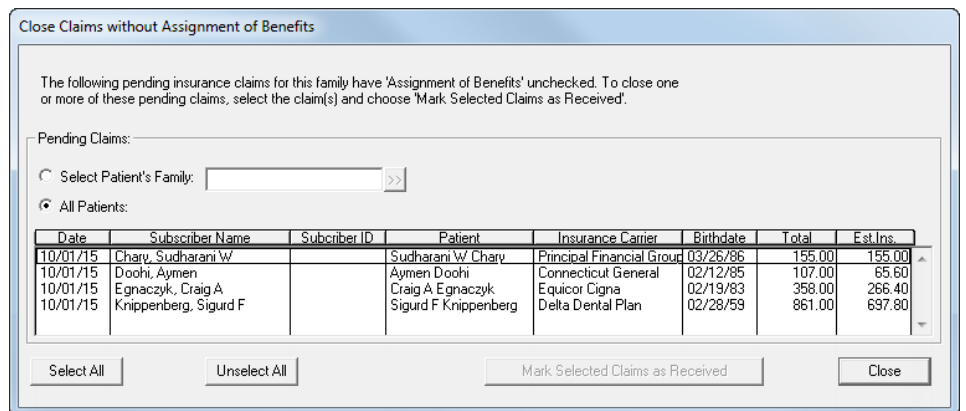 Close Claims without Assignment of Benefits
The following pending insurance claims for this family have 'Assignment of Benefits' unchecked. To close one
or more of these pending claims, select the claim(s) and choose 'Mark Selected Claims as Received'.
Pending Claims:
Select Patient's Family: >>
All Patients:
Date Subscriber Name Subcriber ID Patient Insurance Carrier Birthdate Total Est.Ins.
10/01/15 Chary, Sudharani W Sudharani W Chary Principal Financial Group 03/26/86 155.00 155.00
10/01/15 Doohi, Aymen Aymen Doohi Connecticut General 02/12/85 107.00 65.60
10/01/15 Egnaczyk, Craig A Craig A Egnaczyk Equicor Cigna 02/19/83 358.00 266.40
10/01/15 Knippenberg, Sigurd F Sigurd F Knippenberg Delta Dental Plan 02/28/59 861.00 697.80
Select All Unselect All Mark Selected Claims as Received Close